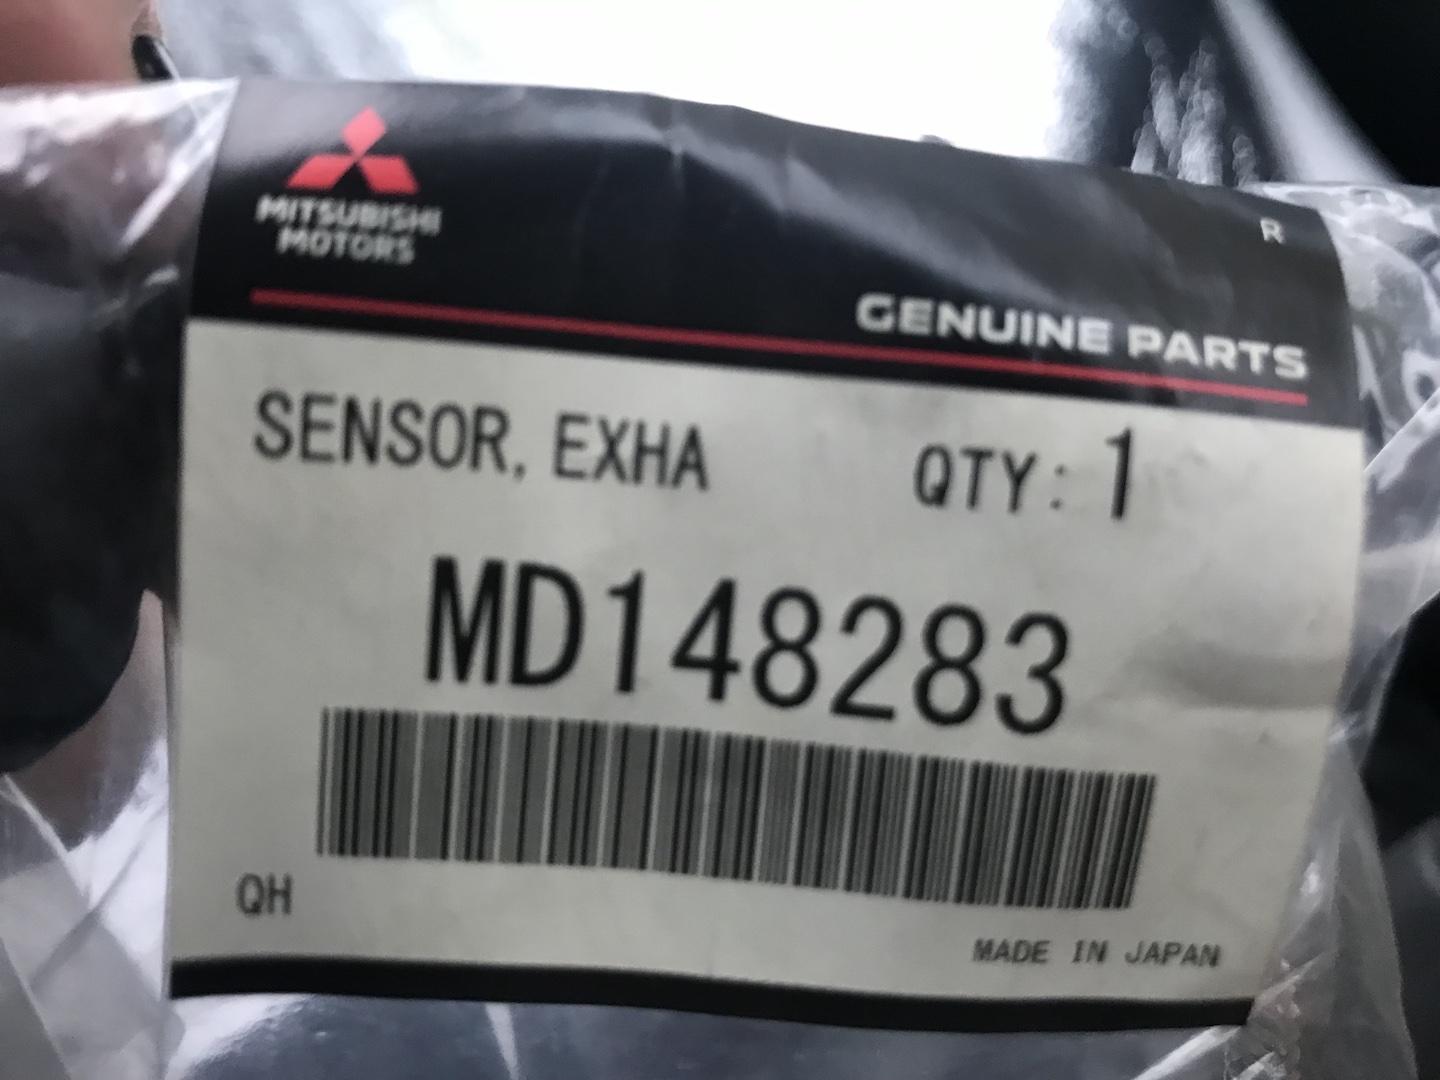 MITSUBISHI
MOTORS
R
GENUINE PARTS
SENSOR, EXHA QTY: 1
MD148283
QH
MADE IN JAPAN